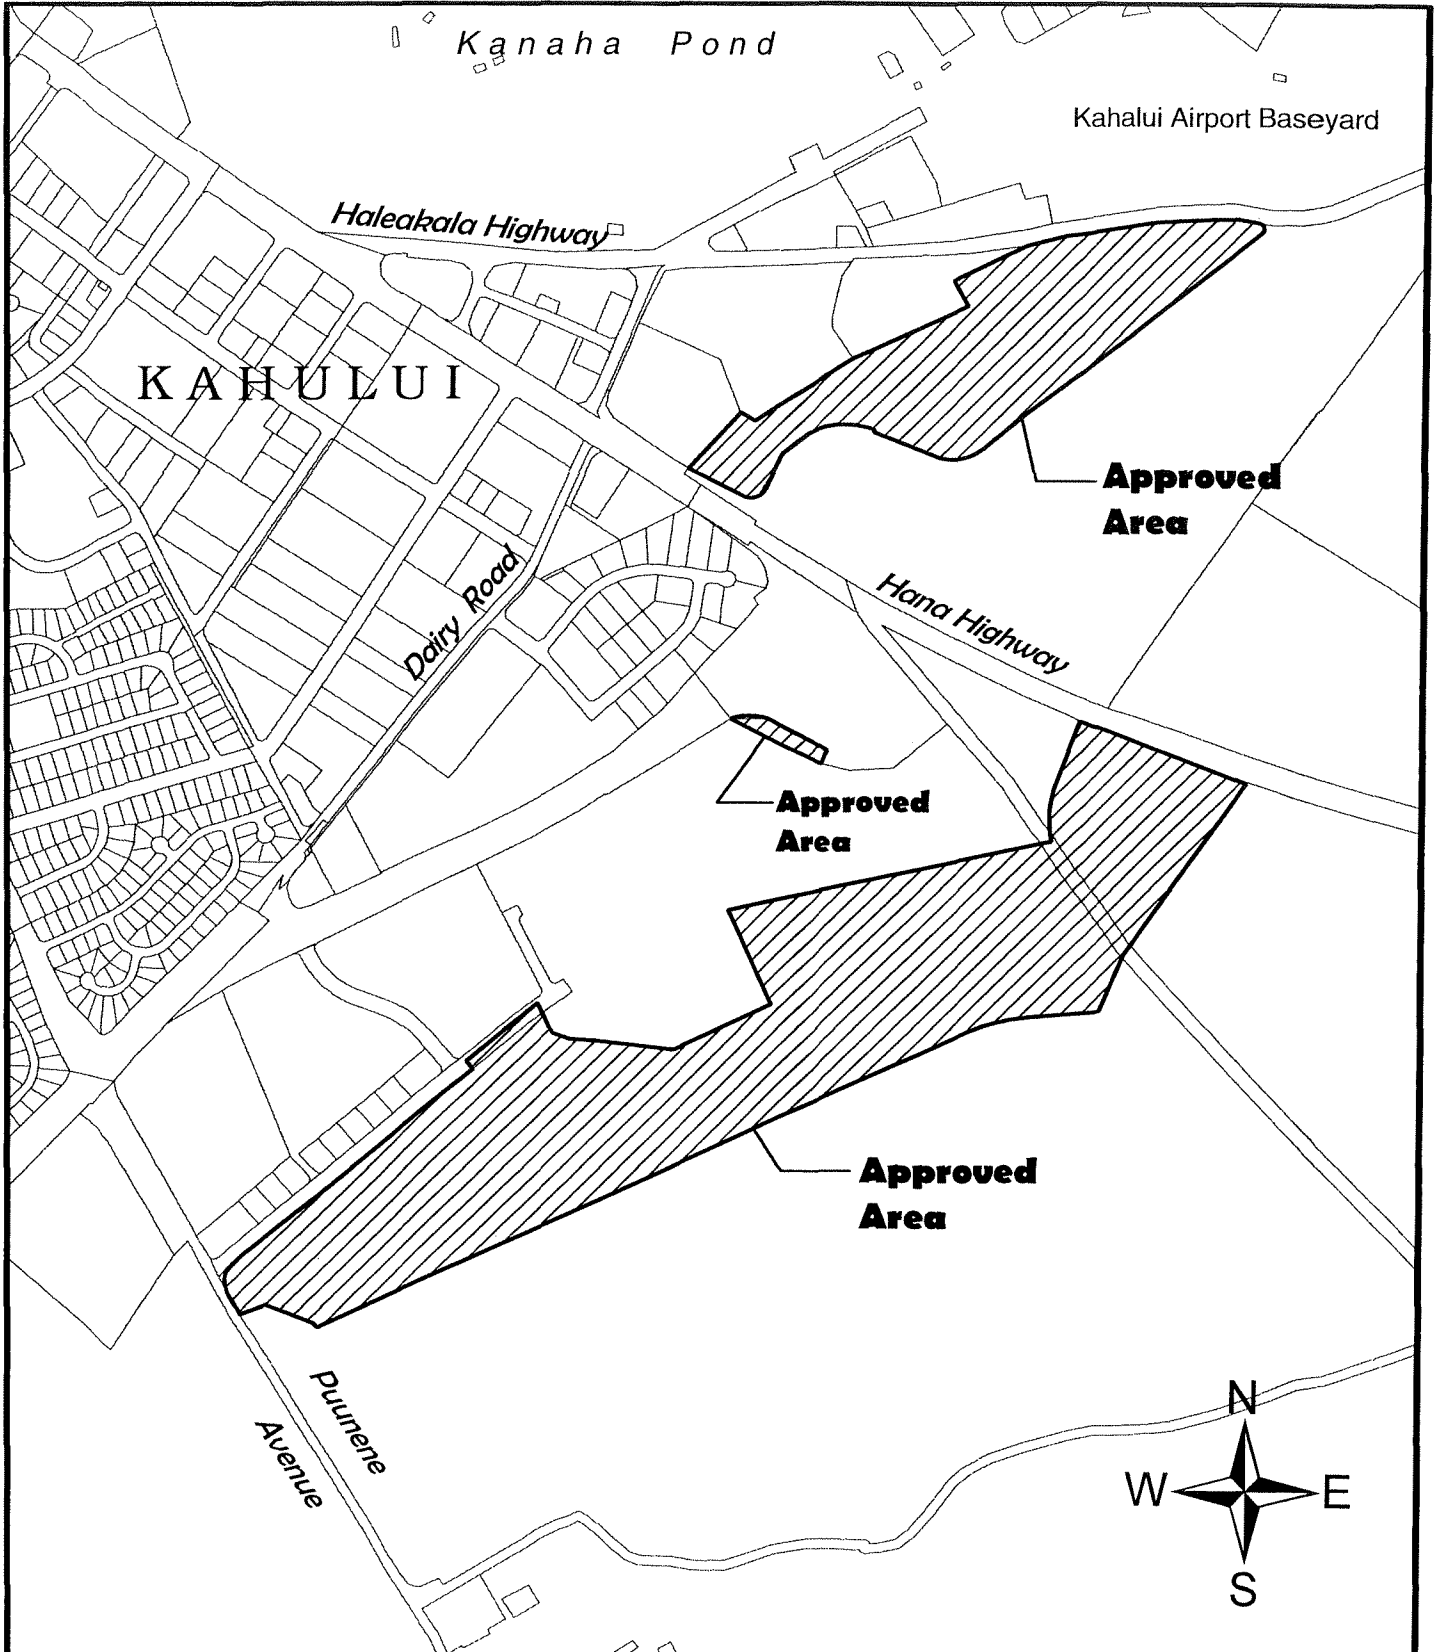 Kanaha Pond
Kahalui Airport Baseyard
Haleakala Highway
KAHULUI
Approved
Area
Dairy Road
Hana Highway
Approved
Area
Approved
Area
Puunene
Avenue
N
W E
S